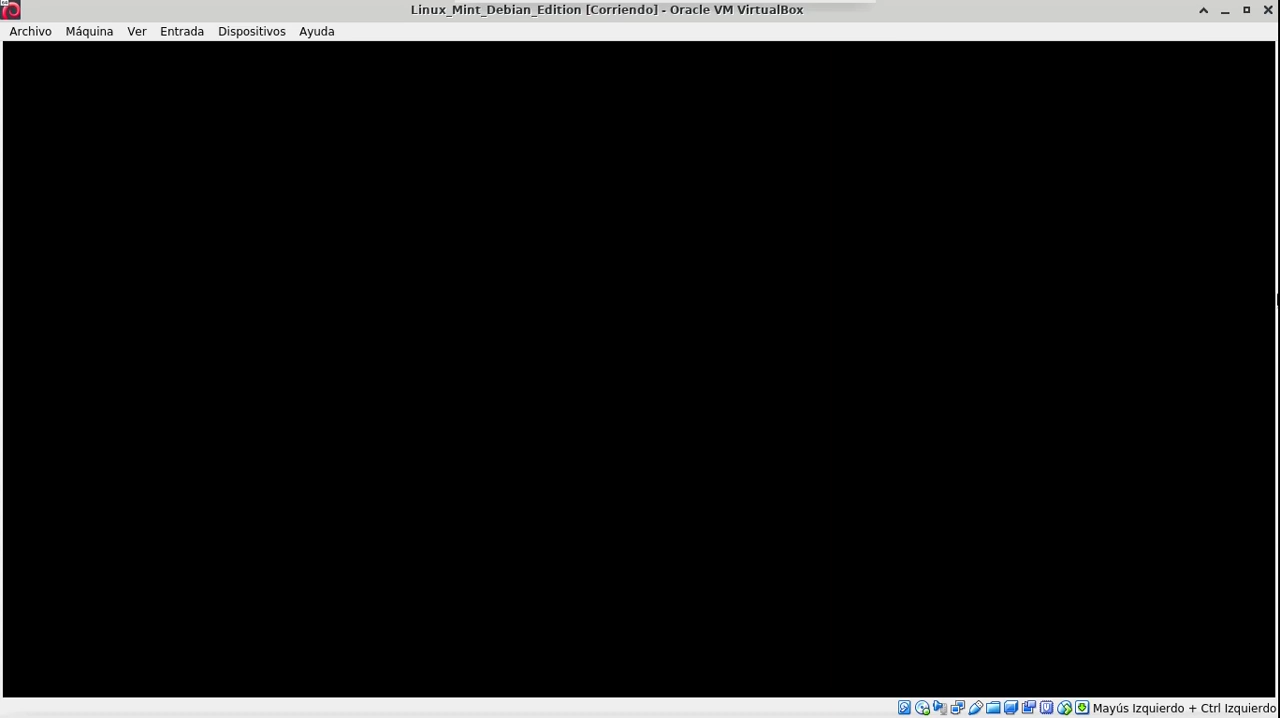 Linux_Mint_Debian_Edition [Corriendo] - Oracle VM VirtualBox
Archivo Máquina Ver Entrada Dispositivos Ayuda
Mayús Izquierdo + Ctrl Izquierdo